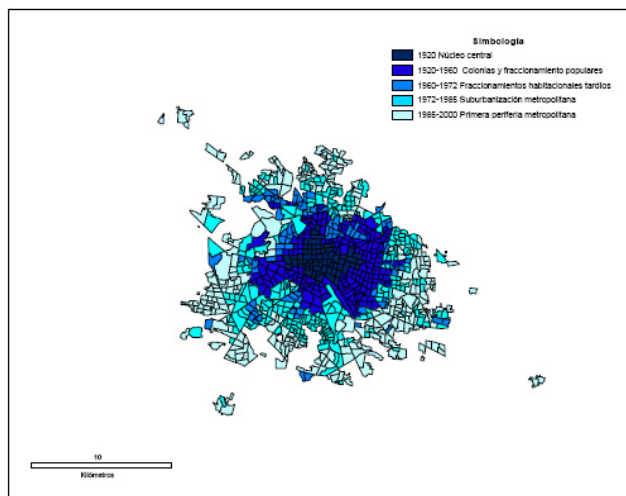 Simbología
1920 Núcleo central
1920-1960 Colonias y fraccionamiento populares
1960-1972 Fraccionamientos habitacionales tardíos
1972-1985 Suburbanización metropolitana
1985-2000 Primera periferia metropolitana
10
Kilómetros